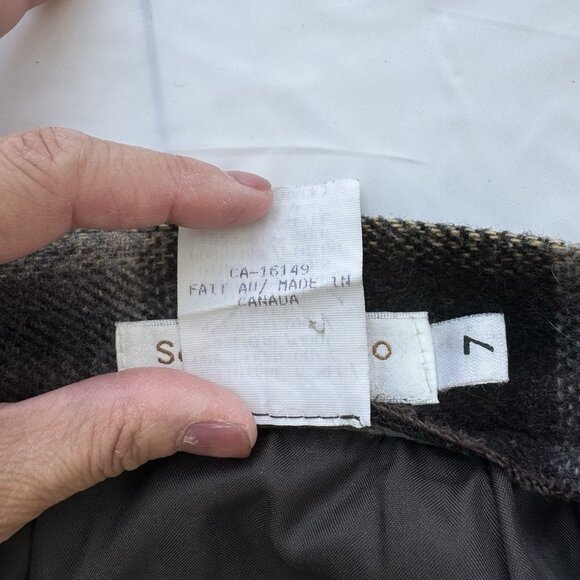 CA-16149
FAIT AU/ MADE IN
CANADA
S
O
7